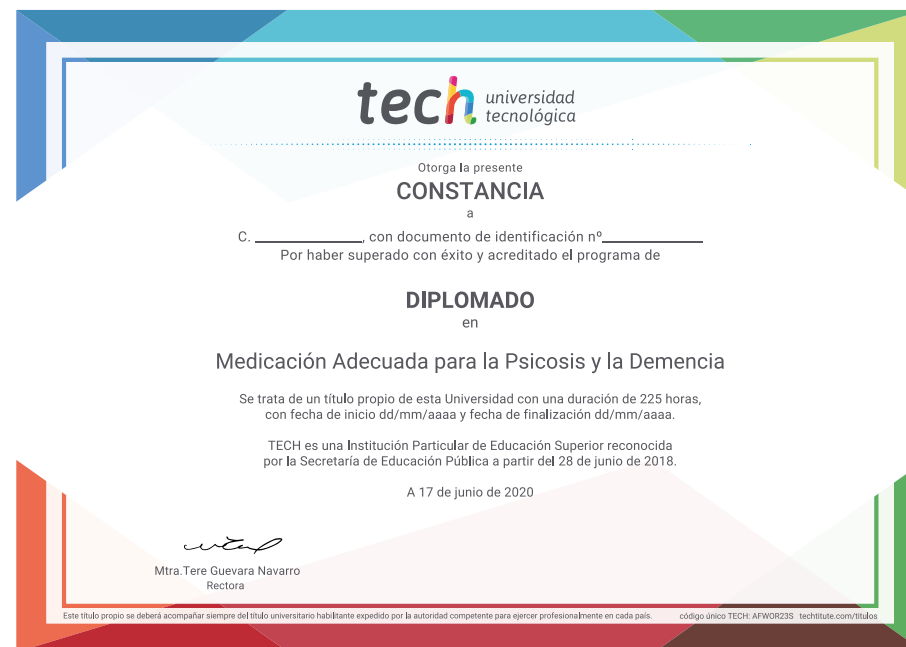 tech universidad
tecnológica
Otorga la presente
CONSTANCIA
a
C. ______________, con documento de identificación nº_____________
Por haber superado con éxito y acreditado el programa de
DIPLOMADO
en
Medicación Adecuada para la Psicosis y la Demencia
Se trata de un título propio de esta Universidad con una duración de 225 horas,
con fecha de inicio dd/mm/aaaa y fecha de finalización dd/mm/aaaa.
TECH es una Institución Particular de Educación Superior reconocida
por la Secretaría de Educación Pública a partir del 28 de junio de 2018.
A 17 de junio de 2020
Mtra.Tere Guevara Navarro
Rectora
Este título propio se deberá acompañar siempre del título universitario habilitante expedido por la autoridad competente para ejercer profesionalmente en cada país. código único TECH: AFWOR23S techtitute.com/titulos